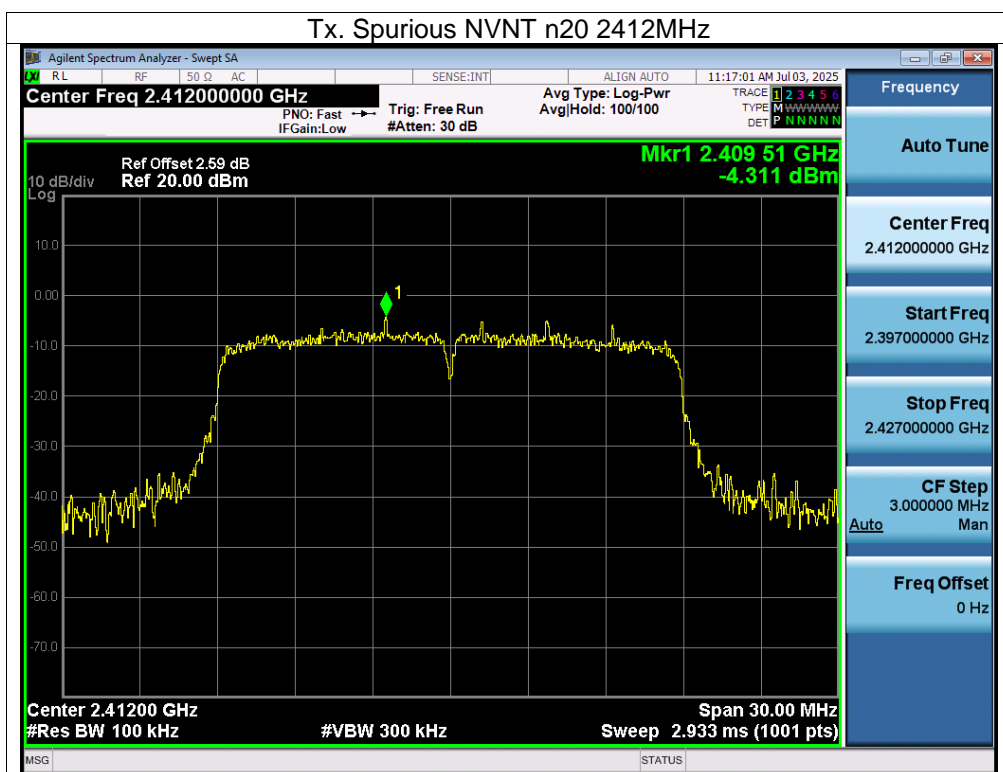 Tx. Spurious NVNT n20 2412MHz
Agilent Spectrum Analyzer - Swept SA
LXI RL RF 50 Ω AC SENSE:INT ALIGN AUTO 11:17:01 AM Jul 03, 2025
Center Freq 2.412000000 GHz
PNO: Fast
IFGain:Low
Trig: Free Run
#Atten: 30 dB
Avg Type: Log-Pwr
Avg|Hold: 100/100
TRACE 1 2 3 4 5 6
TYPE M WWWWW
DET P N N N N N
Mkr1 2.409 51 GHz
-4.311 dBm
Ref Offset 2.59 dB
10 dB/div Ref 20.00 dBm
Log
10.0
0.00
-10.0
-20.0
-30.0
-40.0
-50.0
-60.0
-70.0
1
Center 2.41200 GHz Span 30.00 MHz
#Res BW 100 kHz #VBW 300 kHz Sweep 2.933 ms (1001 pts)
MSG STATUS
Frequency
Auto Tune
Center Freq
2.412000000 GHz
Start Freq
2.397000000 GHz
Stop Freq
2.427000000 GHz
CF Step
3.000000 MHz
Auto Man
Freq Offset
0 Hz